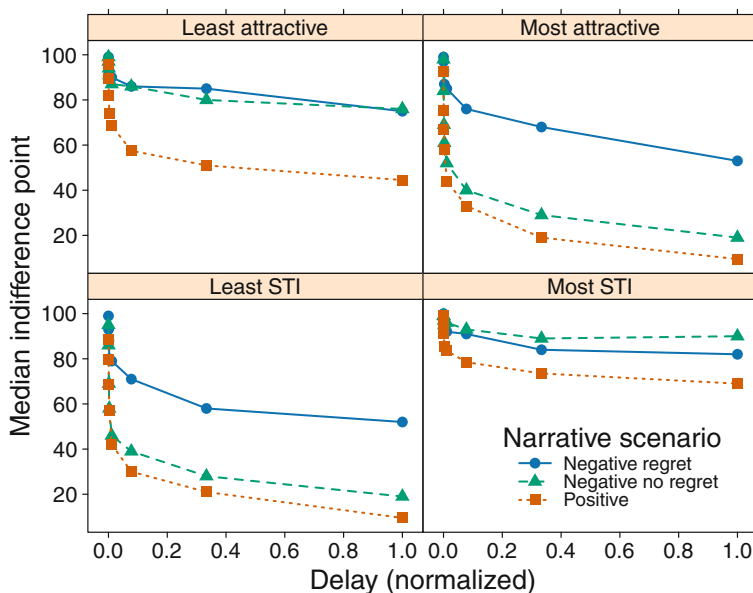 Least attractive
Most attractive
100
80
60
40
20
Least STI
Most STI
100
80
60
40
20
Narrative scenario
Negative regret
Negative no regret
Positive
0.0 0.2 0.4 0.6 0.8 1.0
0.0 0.2 0.4 0.6 0.8 1.0
Delay (normalized)
Median indifference point